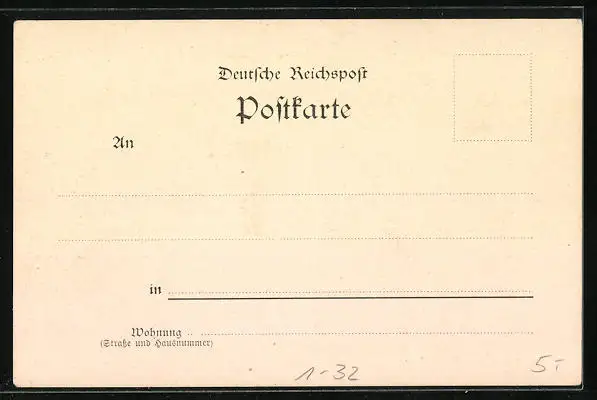 Deutsche Reichspost
Postkarte
An
in
Wohnung
(Straße und Hausnummer)
1-32
5-